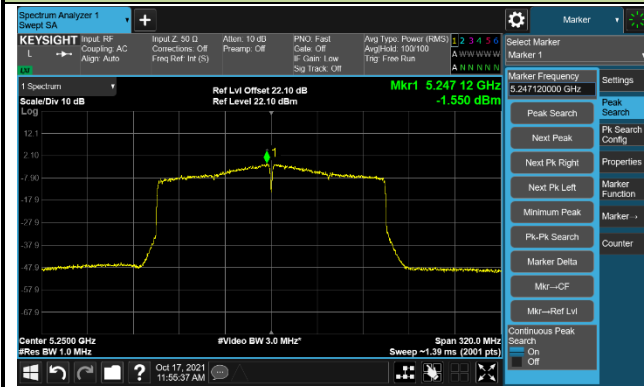 Spectrum Analyzer 1
Swept SA
Marker
KEYSIGHT
L
LW
Input: RF
Coupling: AC
Align: Auto
Input Z: 50 Ω
Corrections: Off
Freq Ref: Int (S)
Atten: 10 dB
Preamp: Off
PNO: Fast
Gate: Off
IF Gain: Low
Sig Track: Off
Avg Type: Power (RMS)
Avg|Hold: 100/100
Trig: Free Run
1 2 3 4 5 6
A W W W W W
A N N N N N
Select Marker
Marker 1
1 Spectrum
Scale/Div 10 dB
Log
Ref Lvl Offset 22.10 dB
Ref Level 22.10 dBm
Mkr1 5.247 12 GHz
-1.550 dBm
12.1
2.10
-7.90
-17.9
-27.9
-37.9
-47.9
-57.9
-67.9
1
Center 5.2500 GHz
#Res BW 1.0 MHz
#Video BW 3.0 MHz*
Span 320.0 MHz
Sweep ~1.39 ms (2001 pts)
Marker Frequency
5.247120000 GHz
Peak Search
Next Peak
Next Pk Right
Next Pk Left
Minimum Peak
Pk-Pk Search
Marker Delta
Mkr→CF
Mkr→Ref Lvl
Continuous Peak
Search
On
Off
Settings
Peak
Search
Pk Search
Config
Properties
Marker
Function
Marker→
Counter
Oct 17, 2021
11:55:37 AM